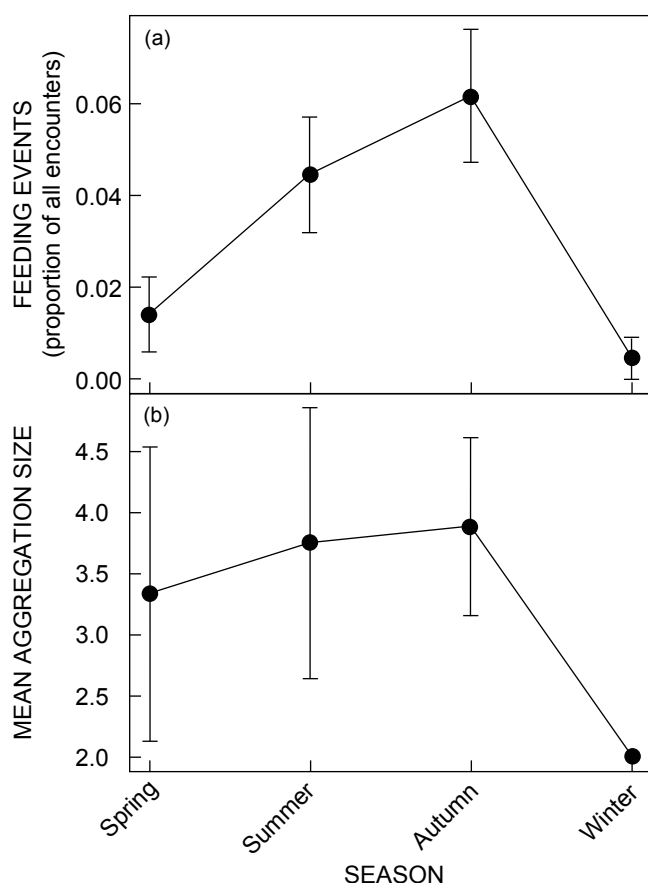 (a)
FEEDING EVENTS
(proportion of all encounters)
0.06
0.04
0.02
0.00
(b)
MEAN AGGREGATION SIZE
4.5
4.0
3.5
3.0
2.5
2.0
Spring
Summer
Autumn
Winter
SEASON